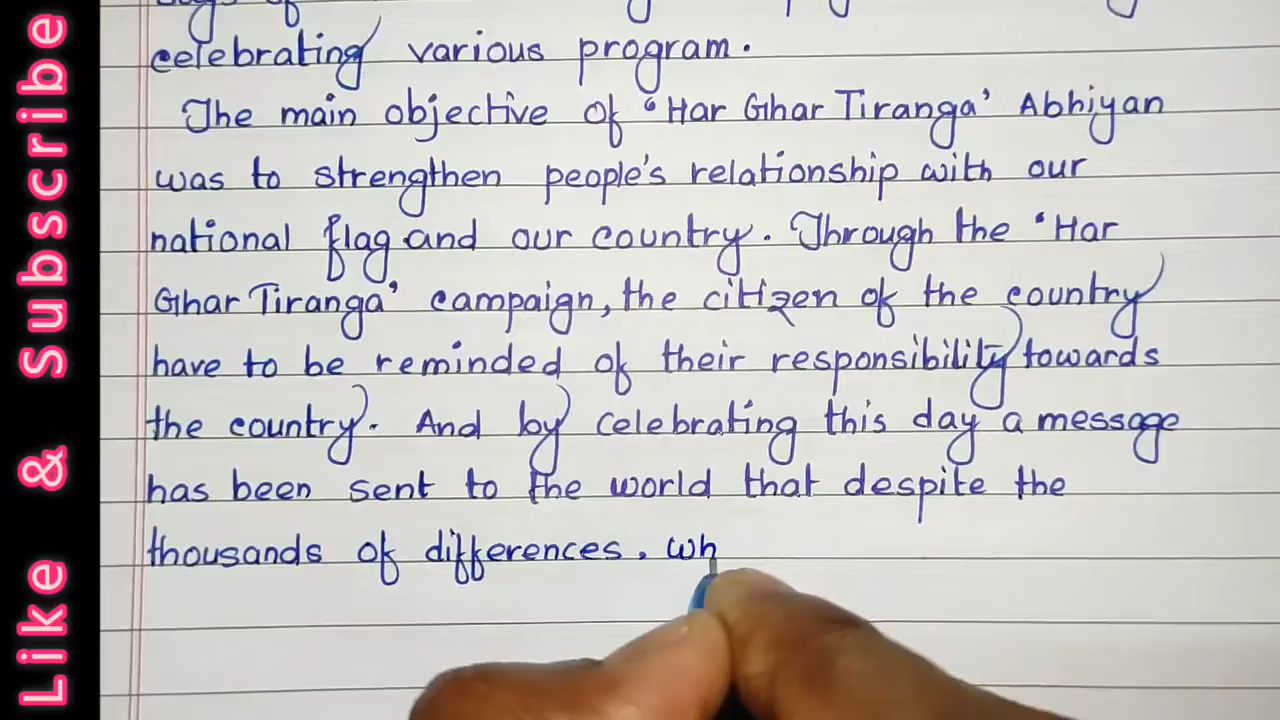 celebrating various program.
The main objective of 'Har Ghar Tiranga' Abhiyan
was to strengthen people's relationship with our
national flag and our country. Through the 'Har
Ghar Tiranga' campaign, the citizen of the country
have to be reminded of their responsibility towards
the country. And by celebrating this day a message
has been sent to the world that despite the
thousands of differences, wh
Like & Subscribe